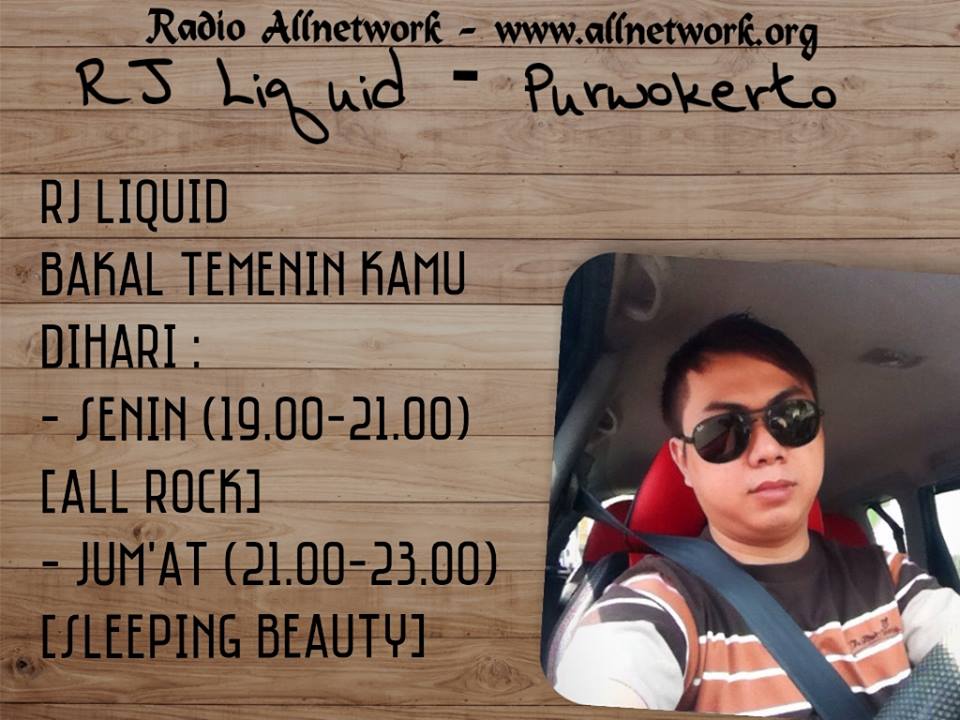 Radio Allnetwork - www.allnetwork.org
RJ Liquid - Purwokerto
RJ LIQUID
BAKAL TEMENIN KAMU
DIHARI :
- SENIN (19.00-21.00)
[ALL ROCK]
- JUM'AT (21.00-23.00)
[SLEEPING BEAUTY]